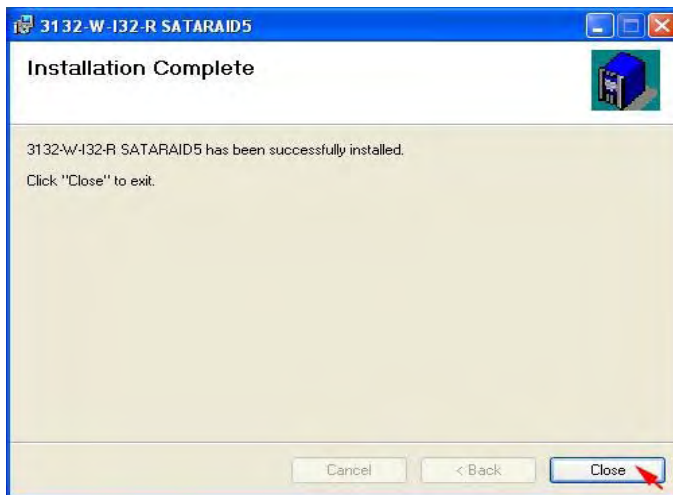 3132-W-I32-R SATARAID5
Installation Complete
3132-W-I32-R SATARAID5 has been successfully installed.
Click "Close" to exit.
Cancel
< Back
Close